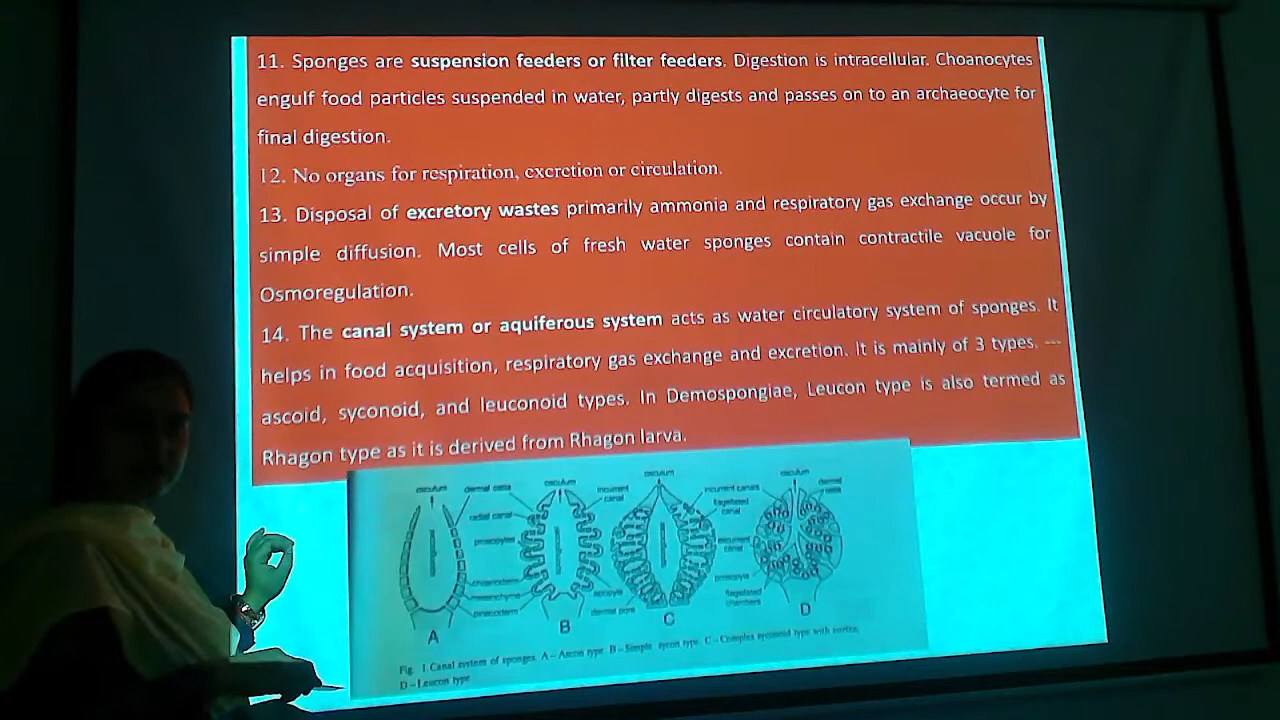 11. Sponges are suspension feeders or filter feeders. Digestion is intracellular. Choanocytes
engulf food particles suspended in water, partly digests and passes on to an archaeocyte for
final digestion.
12. No organs for respiration, excretion or circulation.
13. Disposal of excretory wastes primarily ammonia and respiratory gas exchange occur by
simple diffusion. Most cells of fresh water sponges contain contractile vacuole for
Osmoregulation.
14. The canal system or aquiferous system acts as water circulatory system of sponges. It
helps in food acquisition, respiratory gas exchange and excretion. It is mainly of 3 types. ---
ascoid, syconoid, and leuconoid types. In Demospongiae, Leucon type is also termed as
Rhagon type as it is derived from Rhagon larva.
osculum
dermal ostia
osculum
incurrent
canal
osculum
incurrent canals
flagellated
canal
osculum
dermal
ostia
radial canal
prosopyles
choanoderm
mesenchyme
pinacoderm
apopyle
dermal pore
excurrent
canal
prosopyle
flagellated
chambers
A
B
C
D
Fig. 1. Canal system of sponges. A – Ascon type B – Simple sycon type C – Complex syconoid type with cortex,
D – Leucon type